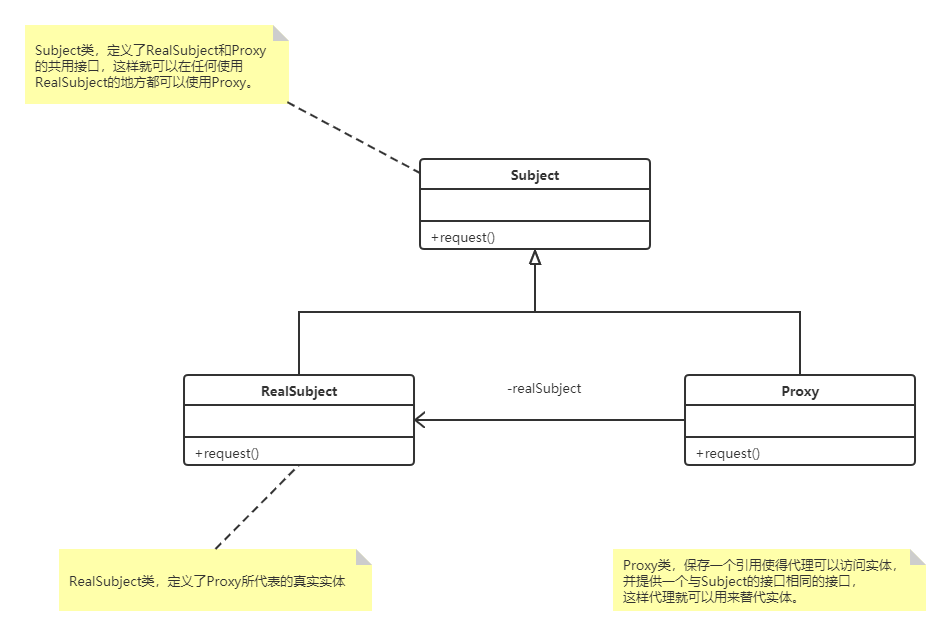 Subject类，定义了RealSubject和Proxy
的共用接口，这样就可以在任何使用
RealSubject的地方都可以使用Proxy。
Subject
+request()
RealSubject
+request()
-realSubject
Proxy
+request()
RealSubject类，定义了Proxy所代表的真实实体
Proxy类，保存一个引用使得代理可以访问实体，
并提供一个与Subject的接口相同的接口，
这样代理就可以用来替代实体。